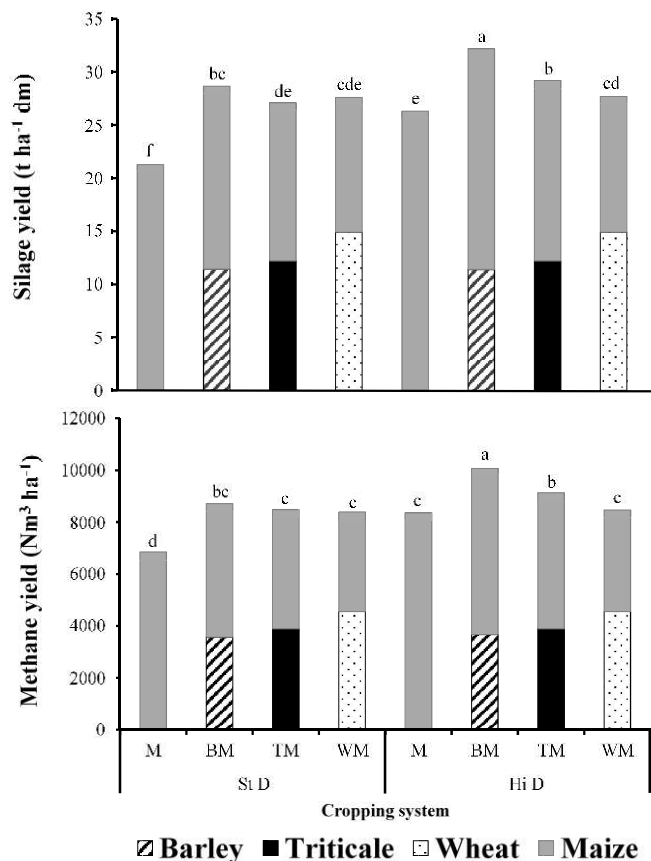 Silage yield (t ha⁻¹ dm)
35
30
25
20
15
10
5
0
f
bc
de
cde
e
a
b
cd
Methane yield (Nm³ ha⁻¹)
12000
10000
8000
6000
4000
2000
0
d
bc
c
c
c
a
b
c
M BM TM WM M BM TM WM
St D Hi D
Cropping system
Barley Triticale Wheat Maize